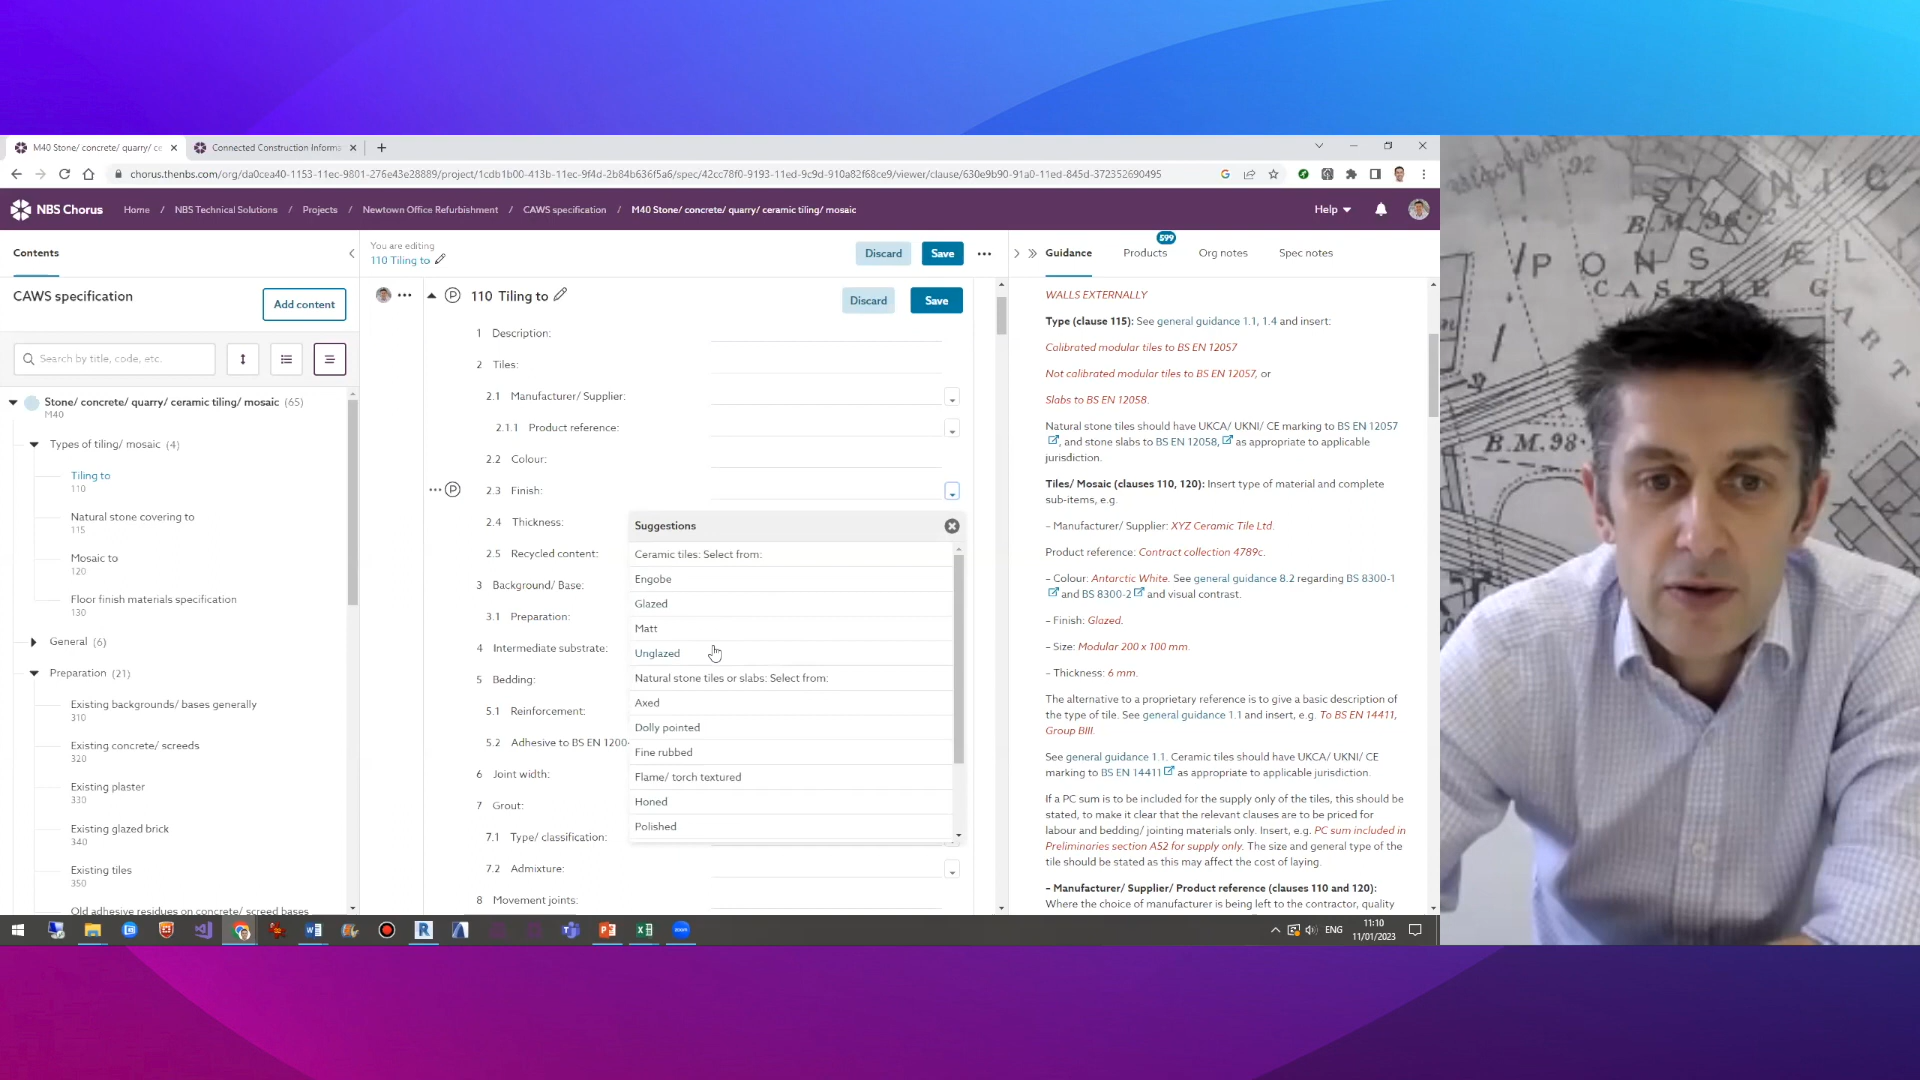 M40 Stone/ concrete/ quarry/ ce
Connected Construction Informa
chorus.thenbs.com/org/da0cea40-1153-11ec-9801-276e43e28889/project/1cdb1b00-413b-11ec-9f4d-2b84b636f5a6/spec/42cc78f0-9193-11ed-9c9d-910a82f68ce9/viewer/clause/630e9b90-91a0-11ed-845d-372352690495
NBS Chorus
Home / NBS Technical Solutions / Projects / Newtown Office Refurbishment / CAWS specification / M40 Stone/ concrete/ quarry/ ceramic tiling/ mosaic
Help
Contents
CAWS specification
Add content
Search by title, code, etc.
Stone/ concrete/ quarry/ ceramic tiling/ mosaic (65)
M40
Types of tiling/ mosaic (4)
Tiling to
110
Natural stone covering to
115
Mosaic to
120
Floor finish materials specification
130
General (6)
Preparation (21)
Existing backgrounds/ bases generally
310
Existing concrete/ screeds
320
Existing plaster
330
Existing glazed brick
340
Existing tiles
350
Old adhesive residues on concrete/ screed bases
You are editing
110 Tiling to
Discard
Save
P 110 Tiling to
Discard
Save
1 Description:
2 Tiles:
2.1 Manufacturer/ Supplier:
2.1.1 Product reference:
2.2 Colour:
P 2.3 Finish:
2.4 Thickness:
2.5 Recycled content:
3 Background/ Base:
3.1 Preparation:
4 Intermediate substrate:
5 Bedding:
5.1 Reinforcement:
5.2 Adhesive to BS EN 1200
6 Joint width:
7 Grout:
7.1 Type/ classification:
7.2 Admixture:
8 Movement joints:
Suggestions
Ceramic tiles: Select from:
Engobe
Glazed
Matt
Unglazed
Natural stone tiles or slabs: Select from:
Axed
Dolly pointed
Fine rubbed
Flame/ torch textured
Honed
Polished
Guidance
599
Products
Org notes
Spec notes
WALLS EXTERNALLY
Type (clause 115): See general guidance 1.1, 1.4 and insert:
Calibrated modular tiles to BS EN 12057
Not calibrated modular tiles to BS EN 12057, or
Slabs to BS EN 12058.
Natural stone tiles should have UKCA/ UKNI/ CE marking to BS EN 12057
, and stone slabs to BS EN 12058, as appropriate to applicable
jurisdiction.
Tiles/ Mosaic (clauses 110, 120): Insert type of material and complete
sub-items, e.g.
– Manufacturer/ Supplier: XYZ Ceramic Tile Ltd.
Product reference: Contract collection 4789c.
– Colour: Antarctic White. See general guidance 8.2 regarding BS 8300-1
and BS 8300-2 and visual contrast.
– Finish: Glazed.
– Size: Modular 200 x 100 mm.
– Thickness: 6 mm.
The alternative to a proprietary reference is to give a basic description of
the type of tile. See general guidance 1.1 and insert, e.g. To BS EN 14411,
Group BIII.
See general guidance 1.1. Ceramic tiles should have UKCA/ UKNI/ CE
marking to BS EN 14411 as appropriate to applicable jurisdiction.
If a PC sum is to be included for the supply only of the tiles, this should be
stated, to make it clear that the relevant clauses are to be priced for
labour and bedding/ jointing materials only. Insert, e.g. PC sum included in
Preliminaries section A52 for supply only. The size and general type of the
tile should be stated as this may affect the cost of laying.
– Manufacturer/ Supplier/ Product reference (clauses 110 and 120):
Where the choice of manufacturer is being left to the contractor, quality
ENG
11:10
11/01/2023
PONS ÆL
CASTLE
B.M. 98